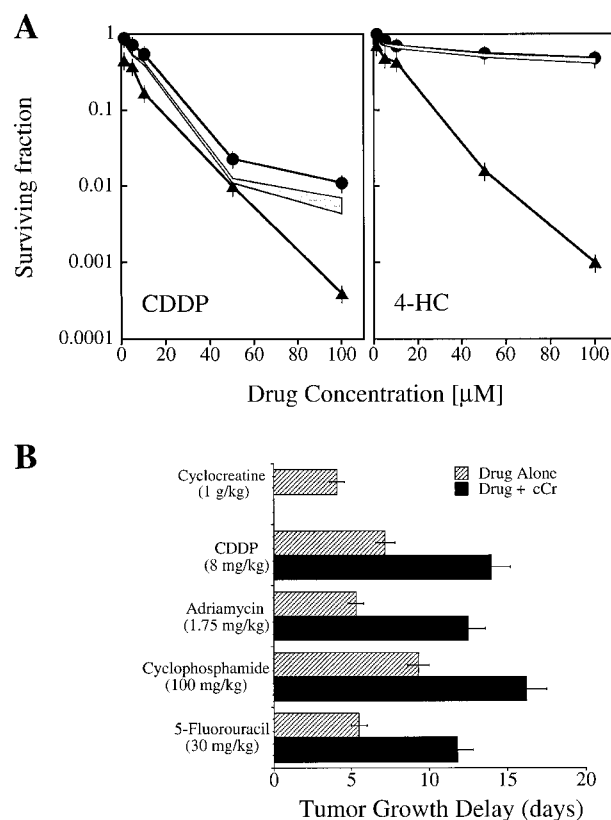 A
Surviving fraction
1
0.1
0.01
0.001
0.0001
CDDP
4-HC
0 20 40 60 80 100
0 20 40 60 80 100
Drug Concentration [µM]
B
Drug Alone
Drug + cCr
Cyclocreatine
(1 g/kg)
CDDP
(8 mg/kg)
Adriamycin
(1.75 mg/kg)
Cyclophosphamide
(100 mg/kg)
5-Fluorouracil
(30 mg/kg)
0 5 10 15 20
Tumor Growth Delay (days)